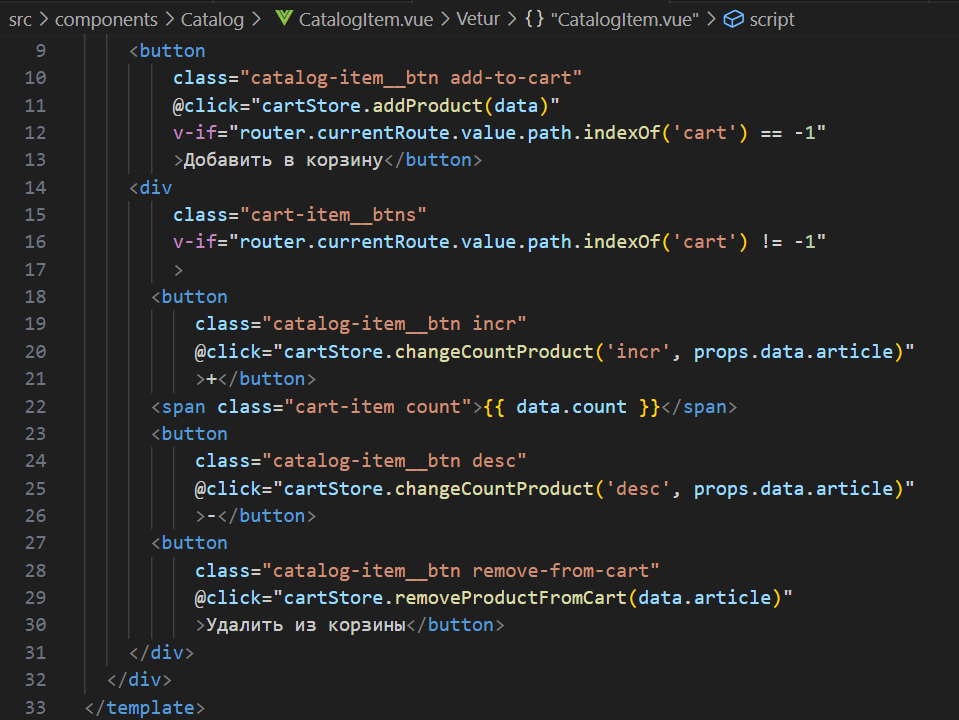 src > components > Catalog > CatalogItem.vue > Vetur > {} "CatalogItem.vue" > script
9 <button
10 class="catalog-item__btn add-to-cart"
11 @click="cartStore.addProduct(data)"
12 v-if="router.currentRoute.value.path.indexOf('cart') == -1"
13 >Добавить в корзину</button>
14 <div
15 class="cart-item__btns"
16 v-if="router.currentRoute.value.path.indexOf('cart') != -1"
17 >
18 <button
19 class="catalog-item__btn incr"
20 @click="cartStore.changeCountProduct('incr', props.data.article)"
21 >+</button>
22 <span class="cart-item count">{{ data.count }}</span>
23 <button
24 class="catalog-item__btn desc"
25 @click="cartStore.changeCountProduct('desc', props.data.article)"
26 >-</button>
27 <button
28 class="catalog-item__btn remove-from-cart"
29 @click="cartStore.removeProductFromCart(data.article)"
30 >Удалить из корзины</button>
31 </div>
32 </div>
33 </template>